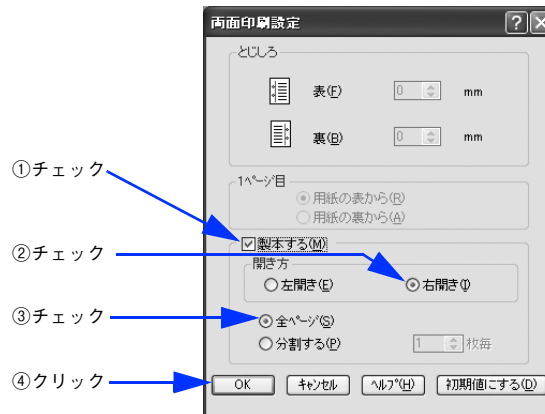 両面印刷設定
とじしろ
表(F) 0 mm
裏(B) 0 mm
①チェック
1ページ目
用紙の表から(R)
用紙の裏から(A)
製本する(M)
②チェック
開き方
左開き(E) 右開き(I)
③チェック
全ページ(S)
分割する(P) 1 枚毎
④クリック
OK キャンセル ヘルプ(H) 初期値にする(D)